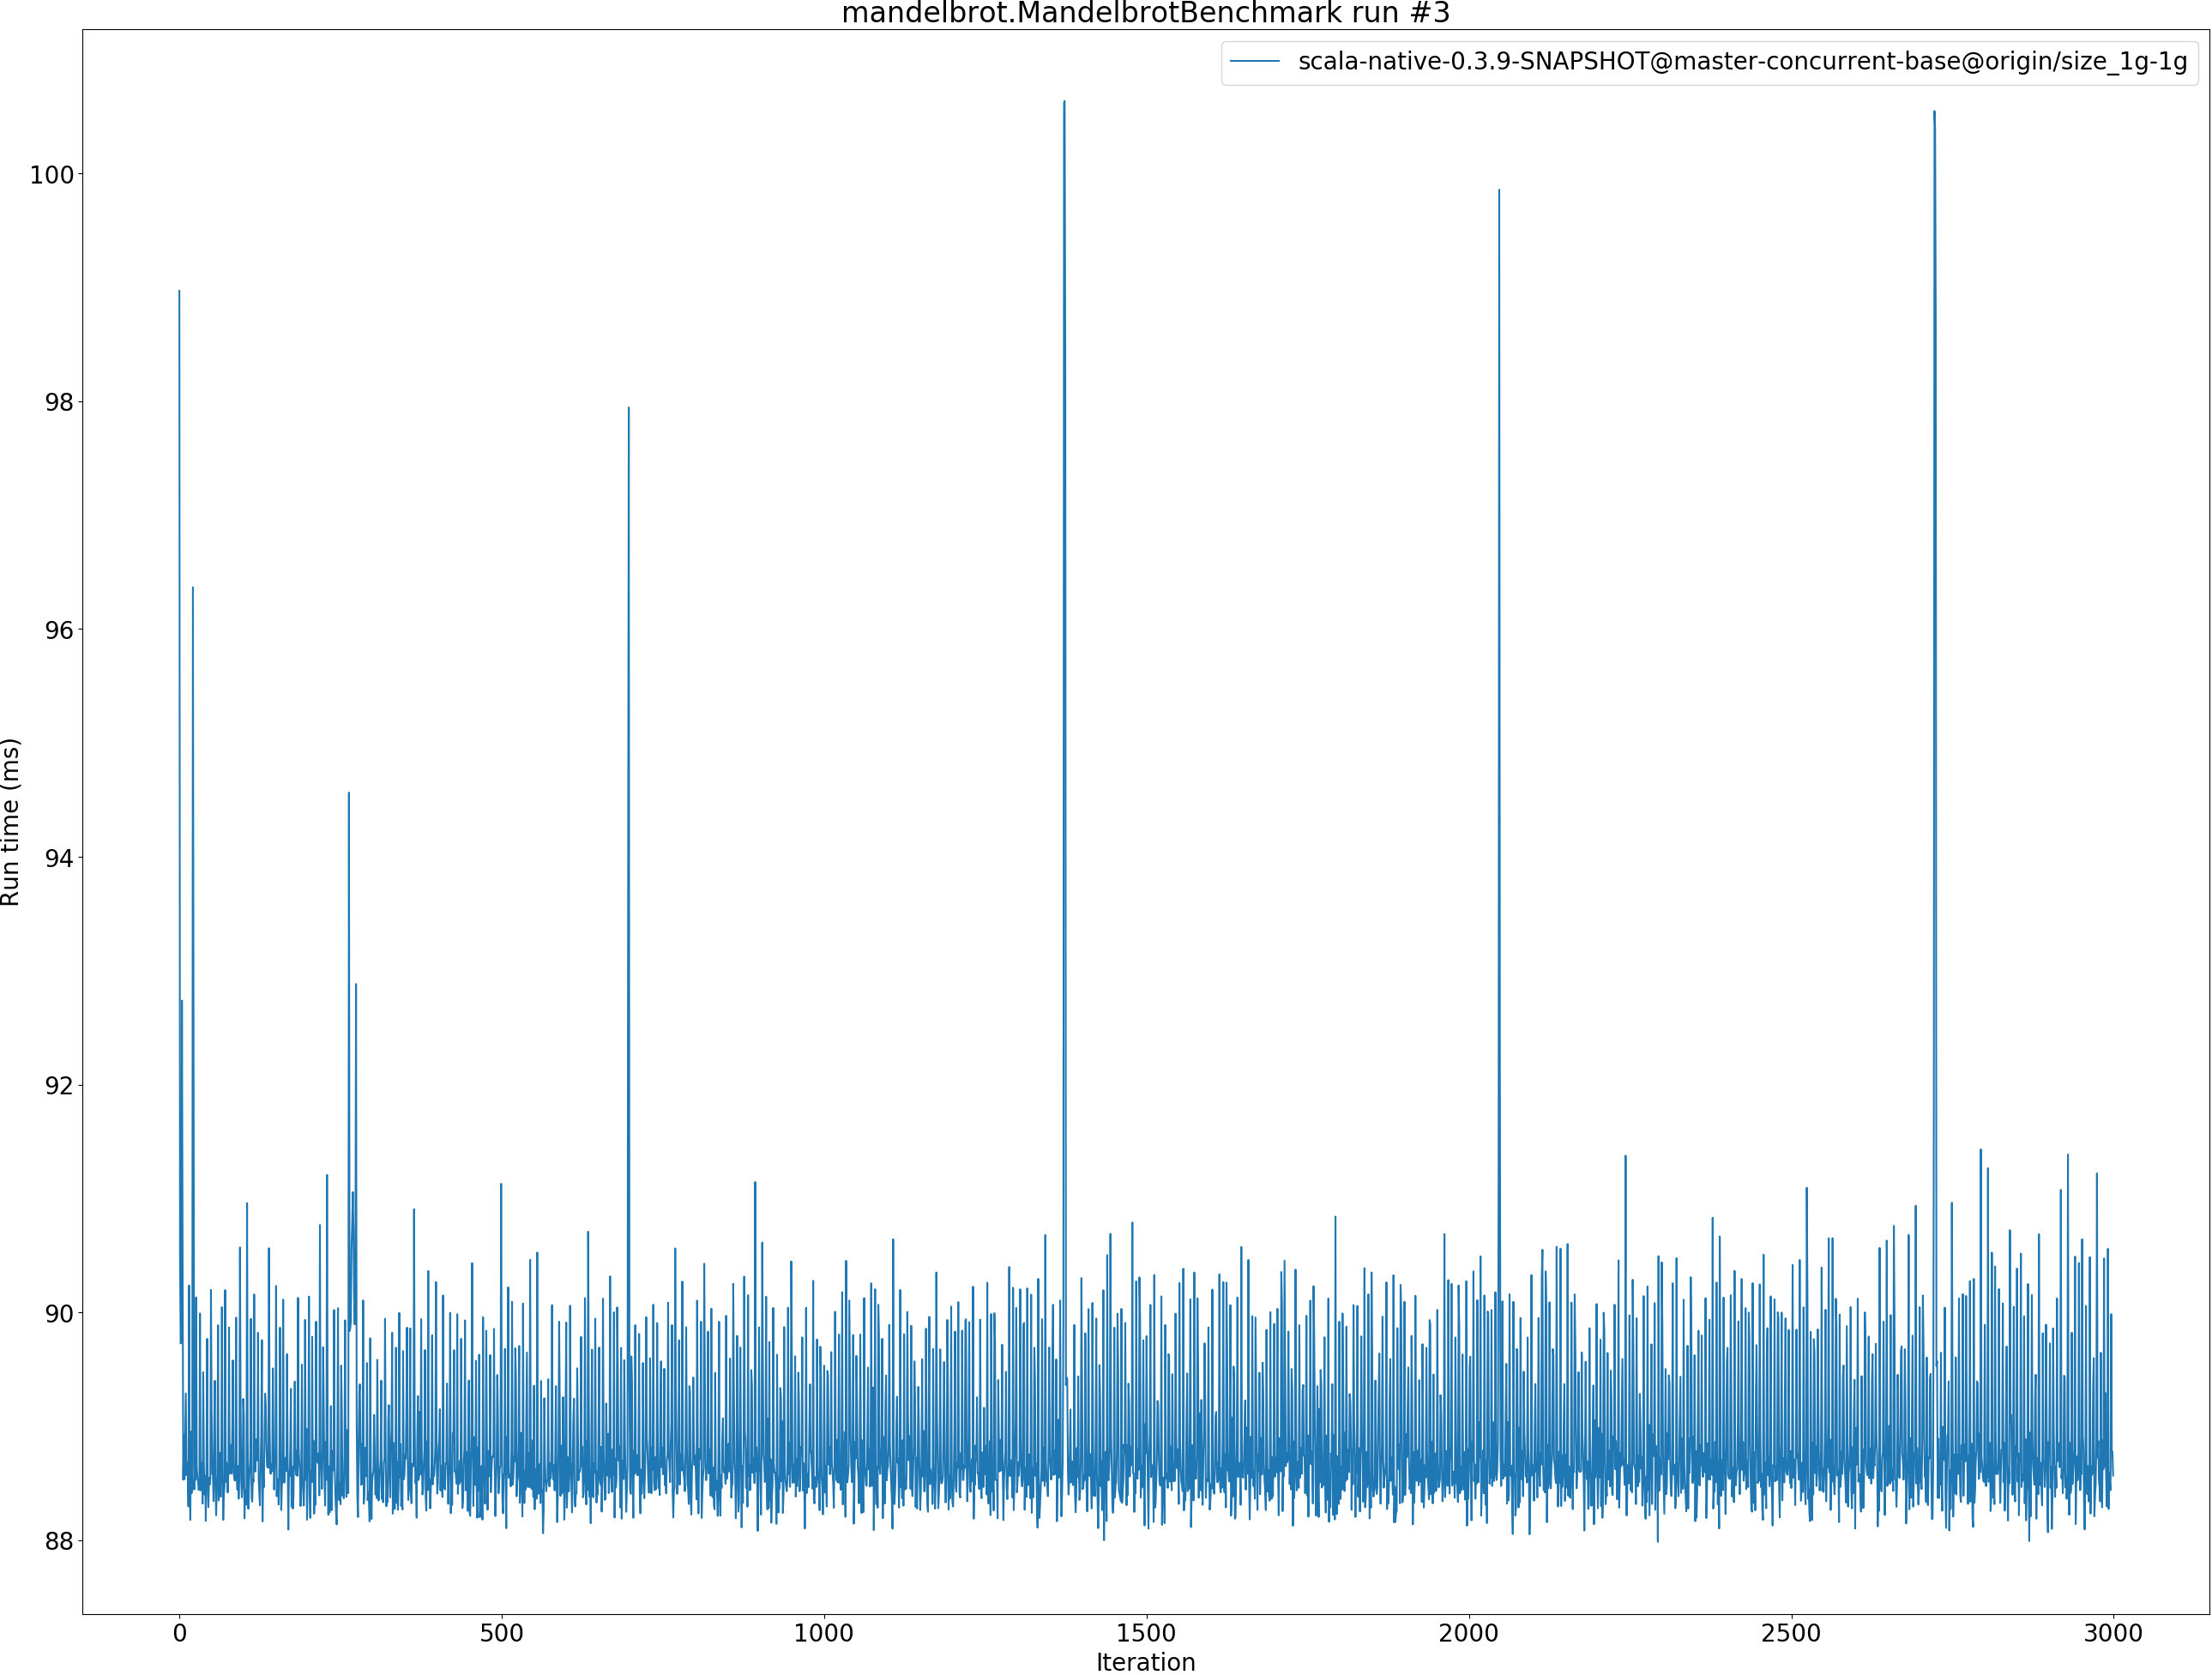 mandelbrot.MandelbrotBenchmark run #3
scala-native-0.3.9-SNAPSHOT@master-concurrent-base@origin/size_1g-1g
Run time (ms)
100
98
96
94
92
90
88
0 500 1000 1500 2000 2500 3000
Iteration